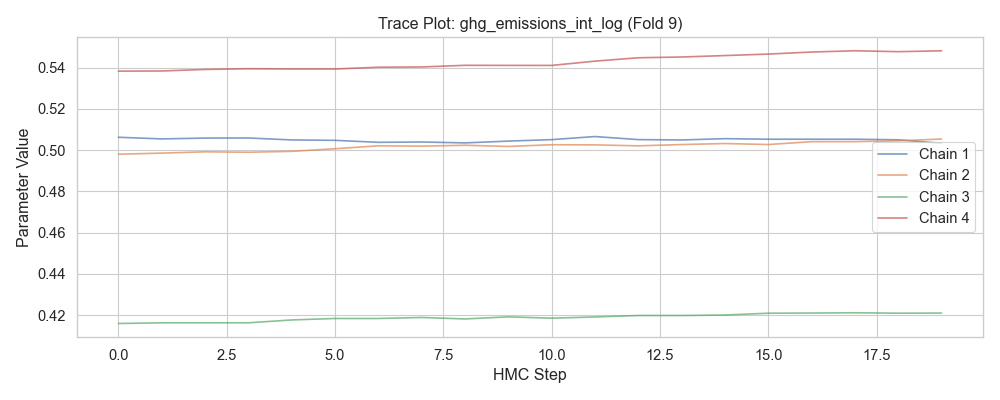 Trace Plot: ghg_emissions_int_log (Fold 9)
Parameter Value
0.54
0.52
0.50
0.48
0.46
0.44
0.42
Chain 1
Chain 2
Chain 3
Chain 4
0.0 2.5 5.0 7.5 10.0 12.5 15.0 17.5
HMC Step